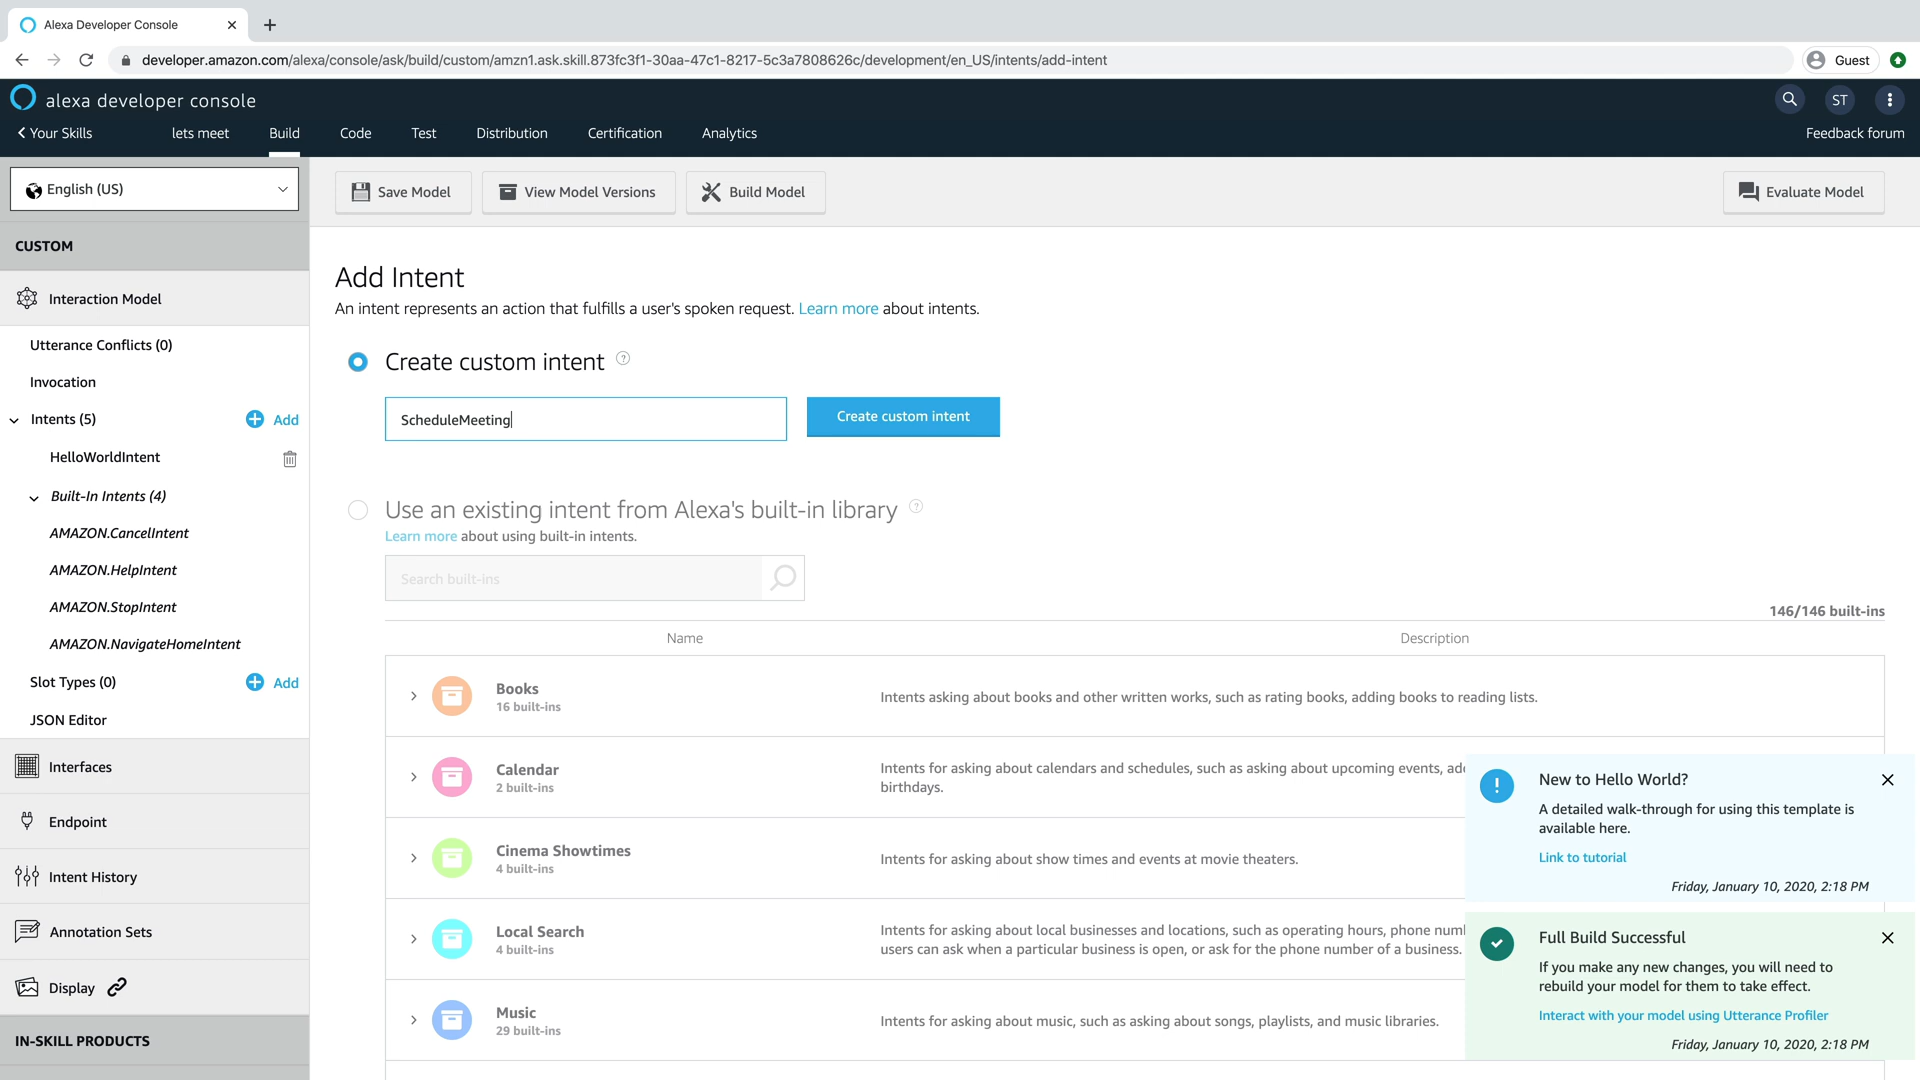 Alexa Developer Console
developer.amazon.com/alexa/console/ask/build/custom/amzn1.ask.skill.873fc3f1-30aa-47c1-8217-5c3a7808626c/development/en_US/intents/add-intent
Guest
alexa developer console
ST
Your Skills
lets meet
Build
Code
Test
Distribution
Certification
Analytics
Feedback forum
English (US)
Save Model
View Model Versions
Build Model
Evaluate Model
CUSTOM
Interaction Model
Utterance Conflicts (0)
Invocation
Intents (5)
Add
HelloWorldIntent
Built-In Intents (4)
AMAZON.CancelIntent
AMAZON.HelpIntent
AMAZON.StopIntent
AMAZON.NavigateHomeIntent
Slot Types (0)
Add
JSON Editor
Interfaces
Endpoint
Intent History
Annotation Sets
Display
IN-SKILL PRODUCTS
Add Intent
An intent represents an action that fulfills a user's spoken request. Learn more about intents.
Create custom intent ?
ScheduleMeeting
Create custom intent
Use an existing intent from Alexa's built-in library ?
Learn more about using built-in intents.
Search built-ins
146/146 built-ins
Name
Description
Books
16 built-ins
Intents asking about books and other written works, such as rating books, adding books to reading lists.
Calendar
2 built-ins
Intents for asking about calendars and schedules, such as asking about upcoming events, ad
birthdays.
Cinema Showtimes
4 built-ins
Intents for asking about show times and events at movie theaters.
Local Search
4 built-ins
Intents for asking about local businesses and locations, such as operating hours, phone num
users can ask when a particular business is open, or ask for the phone number of a business.
Music
29 built-ins
Intents for asking about music, such as asking about songs, playlists, and music libraries.
New to Hello World?
A detailed walk-through for using this template is
available here.
Link to tutorial
Friday, January 10, 2020, 2:18 PM
Full Build Successful
If you make any new changes, you will need to
rebuild your model for them to take effect.
Interact with your model using Utterance Profiler
Friday, January 10, 2020, 2:18 PM